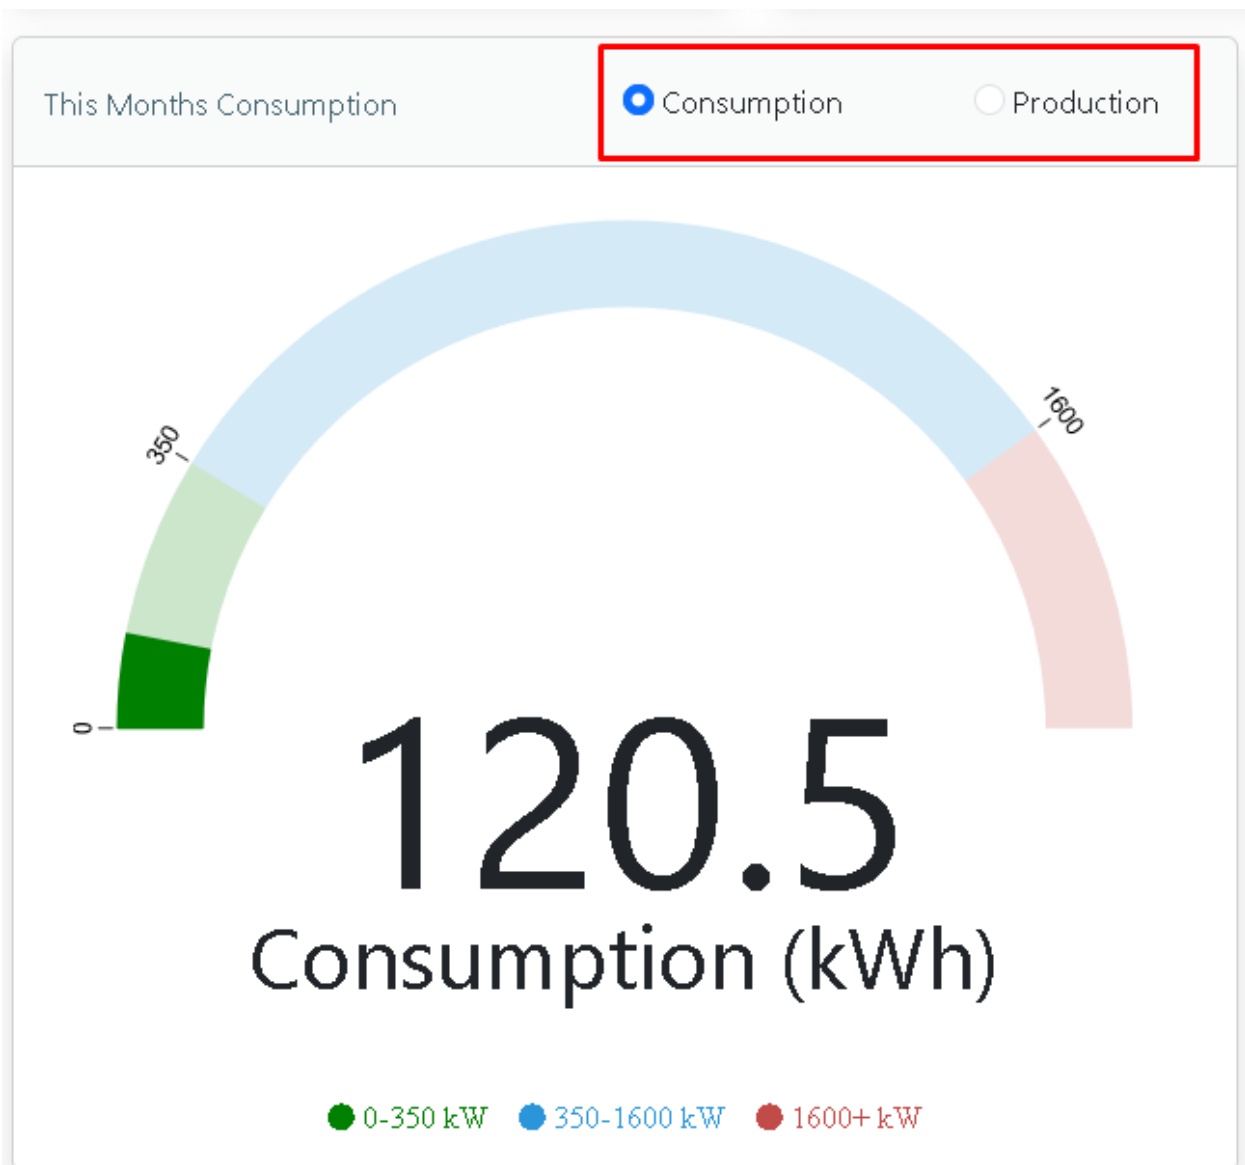 This Months Consumption
Consumption
Production
350
1600
0
120.5
Consumption (kWh)
0-350 kW
350-1600 kW
1600+ kW